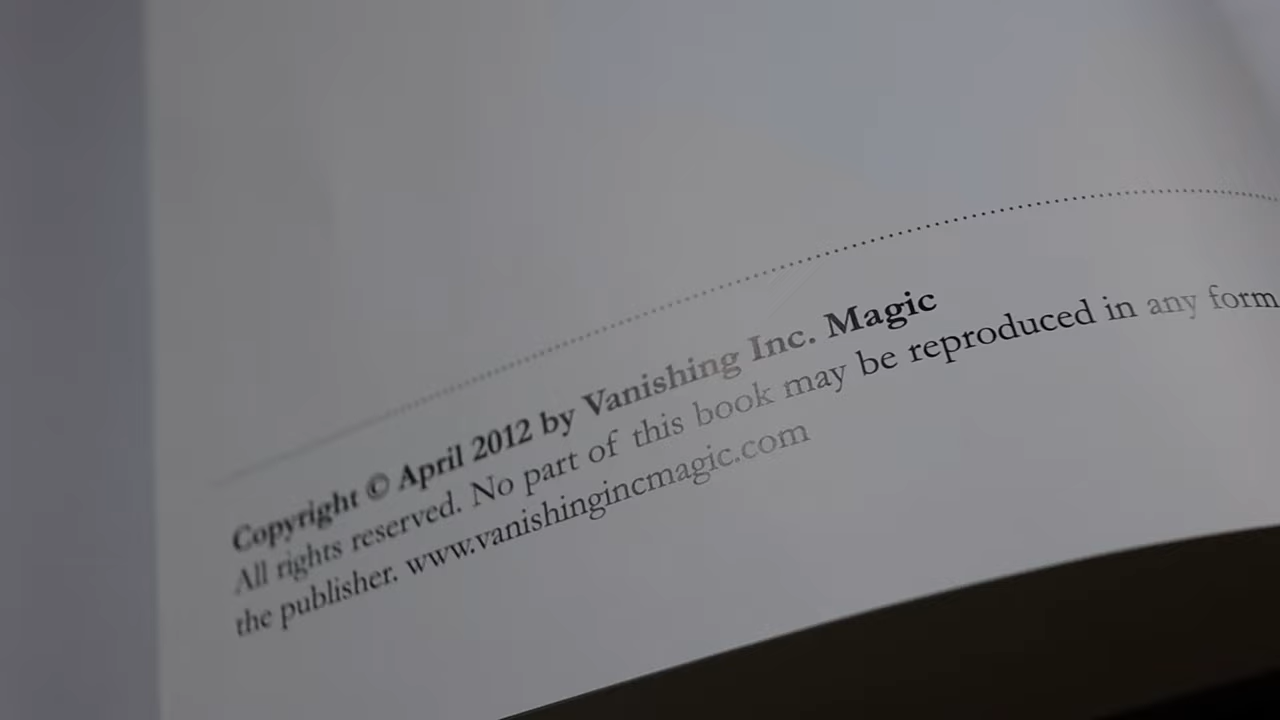 Copyright © April 2012 by Vanishing Inc. Magic
All rights reserved. No part of this book may be reproduced in any form
the publisher. www.vanishingincmagic.com